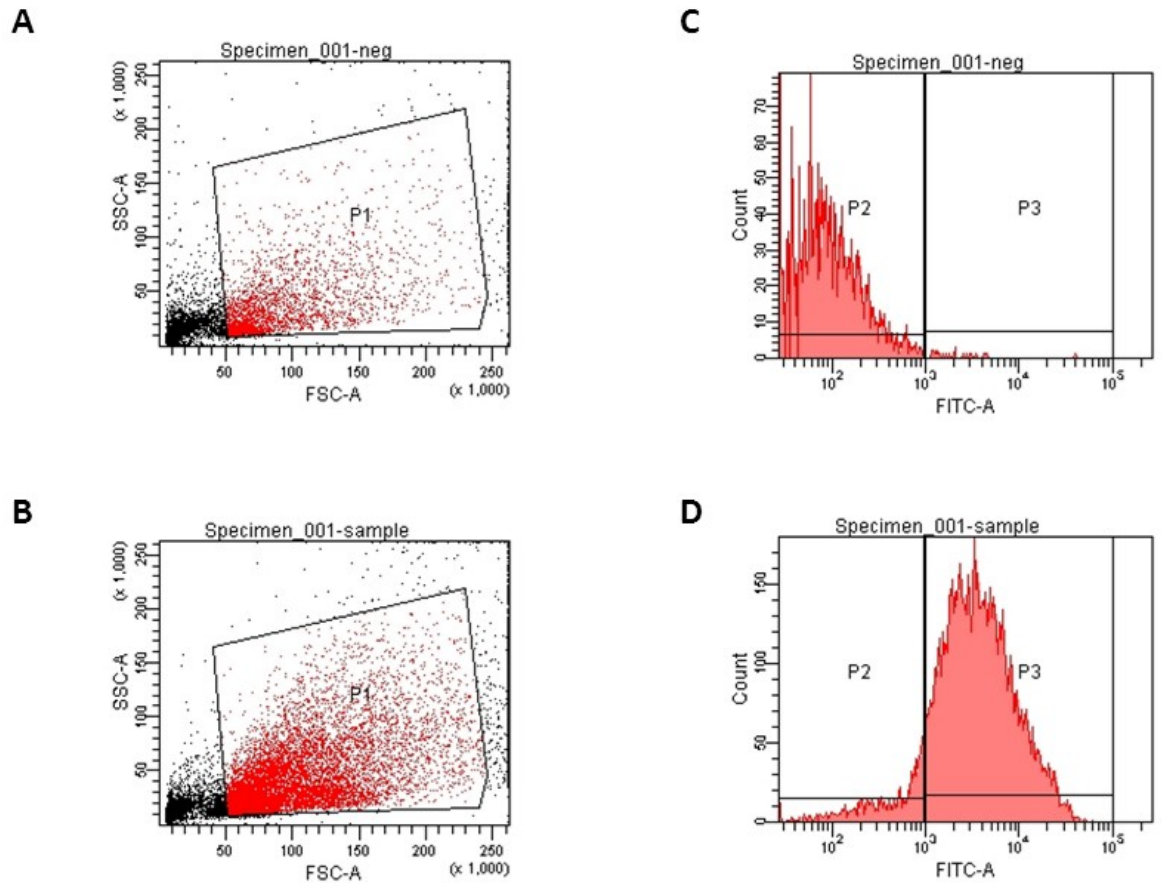 A
Specimen_001-neg
(x 1,000)
250
200
150
100
50
SSC-A
P1
50 100 150 200 250
FSC-A
(x 1,000)
C
Specimen_001-neg
70
60
50
40
30
20
10
0
Count
P2
P3
10² 10³ 10⁴ 10⁵
FITC-A
B
Specimen_001-sample
(x 1,000)
250
200
150
100
50
SSC-A
P1
50 100 150 200 250
FSC-A
(x 1,000)
D
Specimen_001-sample
150
100
50
0
Count
P2
P3
10² 10³ 10⁴ 10⁵
FITC-A